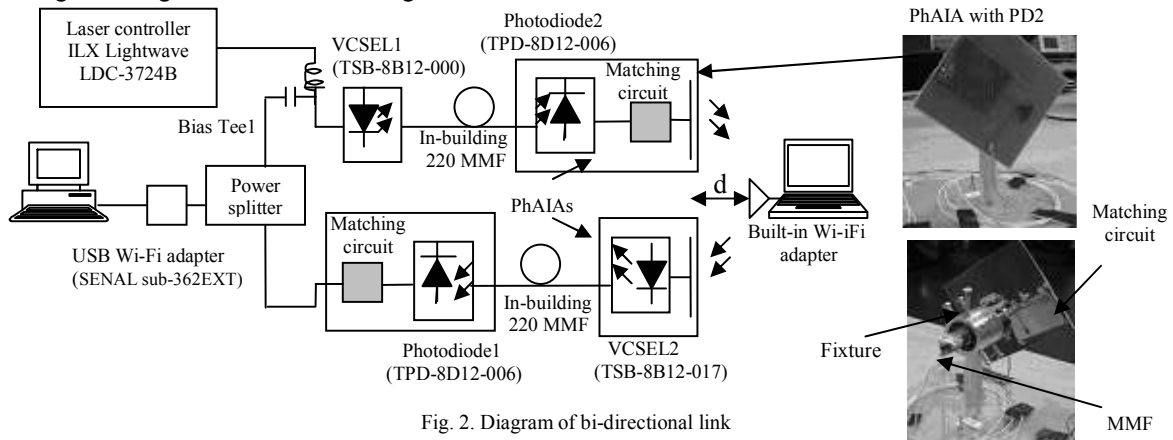 Laser controller
ILX Lightwave
LDC-3724B
VCSEL1
(TSB-8B12-000)
Photodiode2
(TPD-8D12-006)
Matching
circuit
PhAIA with PD2
Bias Tee1
In-building
220 MMF
Power
splitter
USB Wi-Fi adapter
(SENAL sub-362EXT)
PhAIAs
d
Built-in Wi-iFi
adapter
Matching
circuit
Matching
circuit
In-building
220 MMF
Photodiode1
(TPD-8D12-006)
VCSEL2
(TSB-8B12-017)
Fixture
MMF
Fig. 2. Diagram of bi-directional link